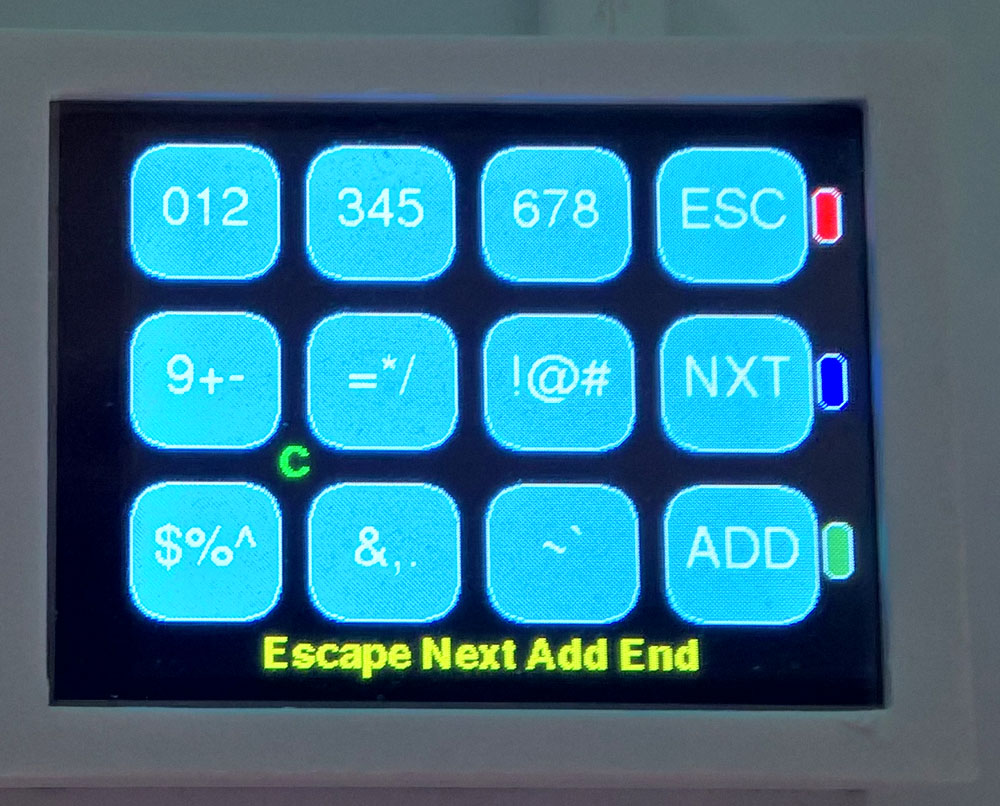 012 345 678 ESC
9+- =*/ !@# NXT
C
$%^ &,. ~` ADD
Escape Next Add End